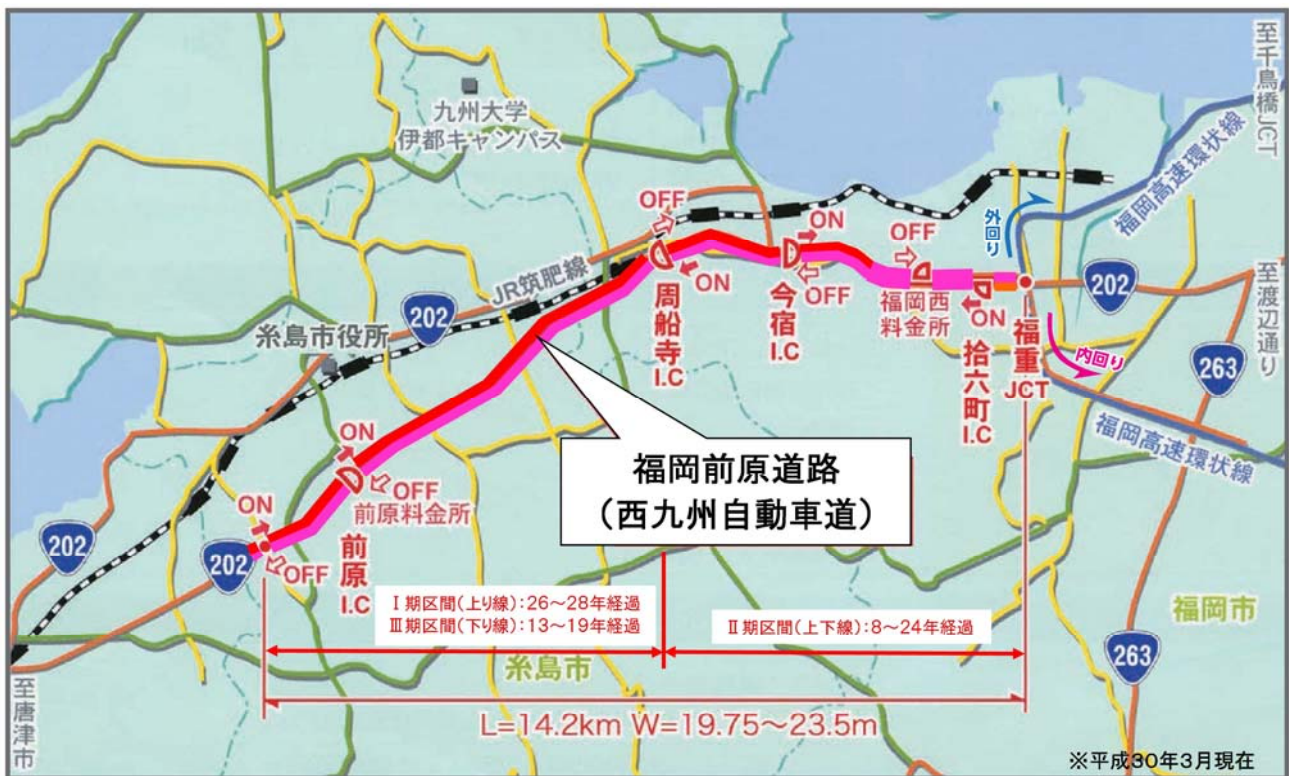 至千鳥橋JCT
九州大学
伊都キャンパス
福岡高速環状線
外回り
OFF
ON
OFF
ON
OFF
JR筑肥線
周船寺
I.C
今宿
I.C
福岡西
料金所
ON
拾六町
I.C
福重
JCT
202
至渡辺通り
内回り
263
福岡高速環状線
202
糸島市役所
福岡前原道路
(西九州自動車道)
ON
OFF
前原料金所
前原
I.C
ON
OFF
202
202
Ⅰ期区間(上り線):26～28年経過
Ⅲ期区間(下り線):13～19年経過
Ⅱ期区間(上下線):8～24年経過
福岡市
263
糸島市
至唐津市
L=14.2km W=19.75～23.5m
※平成30年3月現在